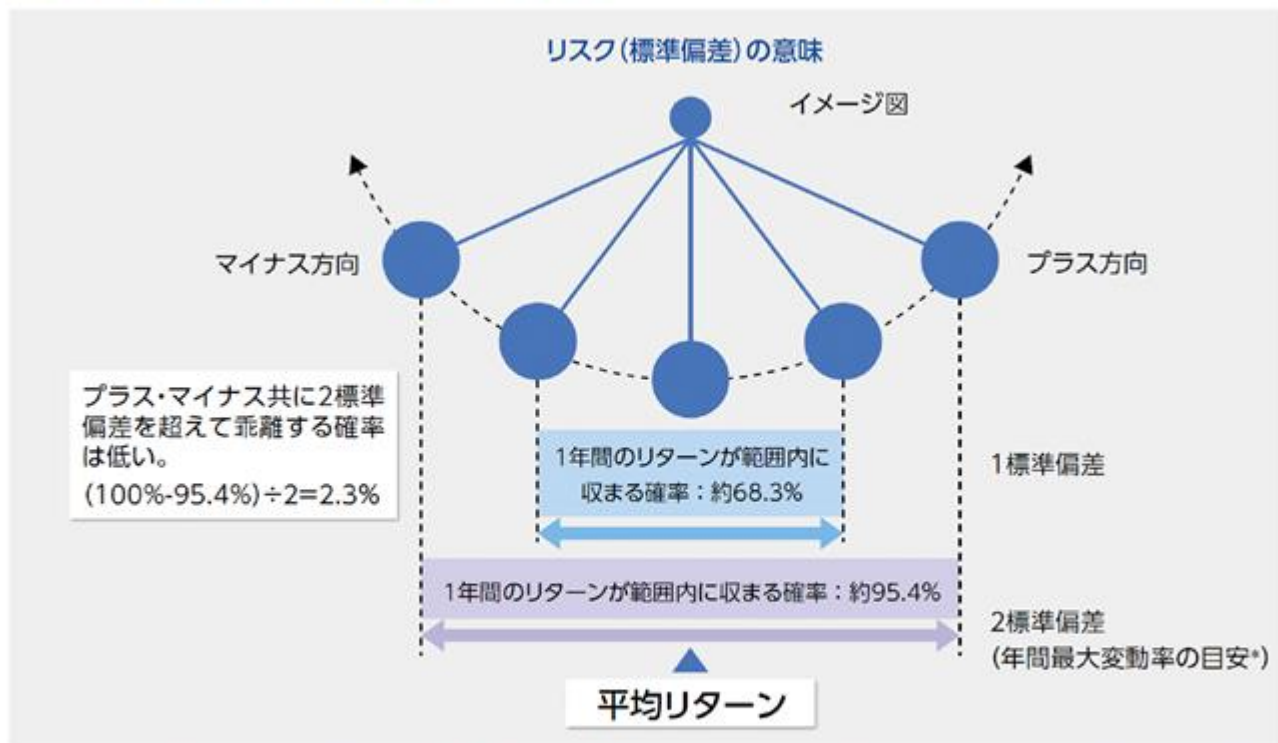 リスク(標準偏差)の意味
イメージ図
マイナス方向
プラス方向
プラス・マイナス共に2標準
偏差を超えて乖離する確率
は低い。
(100%-95.4%)÷2=2.3%
1年間のリターンが範囲内に
収まる確率：約68.3%
1標準偏差
1年間のリターンが範囲内に収まる確率：約95.4%
2標準偏差
(年間最大変動率の目安*)
平均リターン